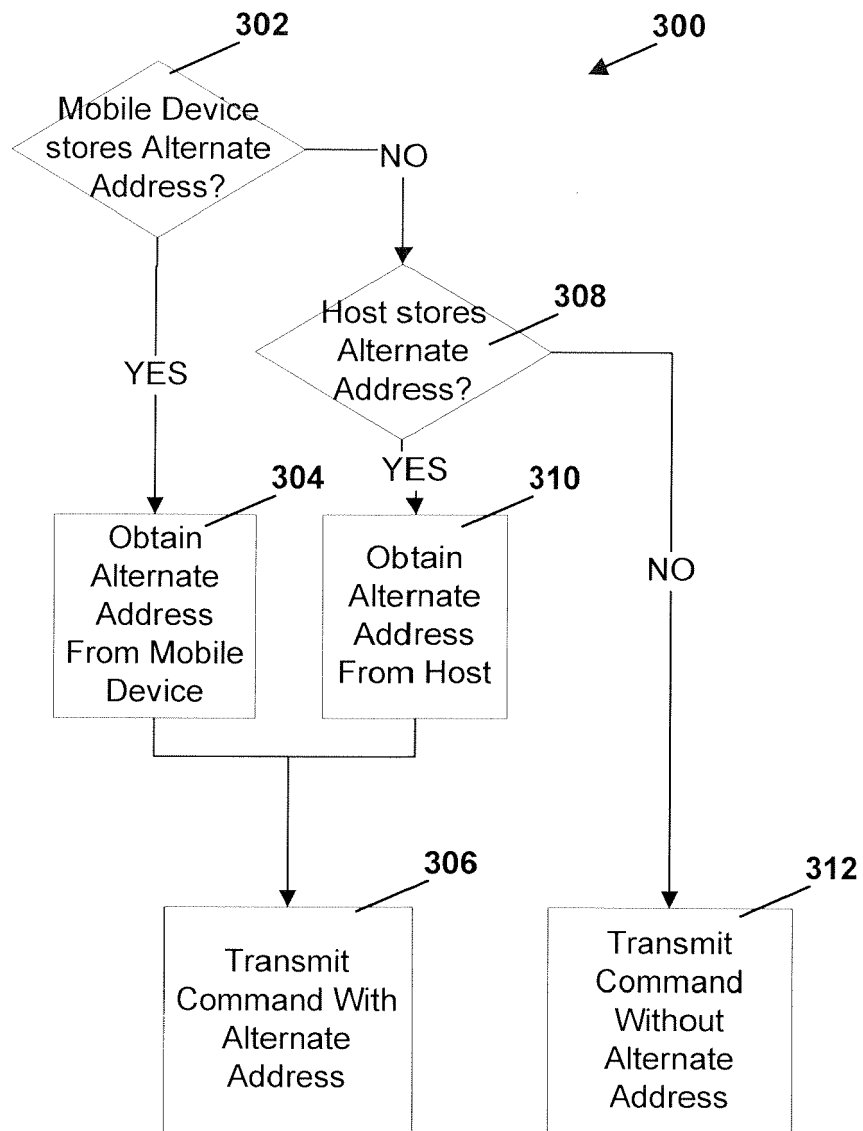 302
300
Mobile Device
stores Alternate
Address?
NO
308
Host stores
Alternate
Address?
YES
YES
304
310
Obtain
Alternate
Address
From Mobile
Device
Obtain
Alternate
Address
From Host
NO
306
312
Transmit
Command With
Alternate
Address
Transmit
Command
Without
Alternate
Address